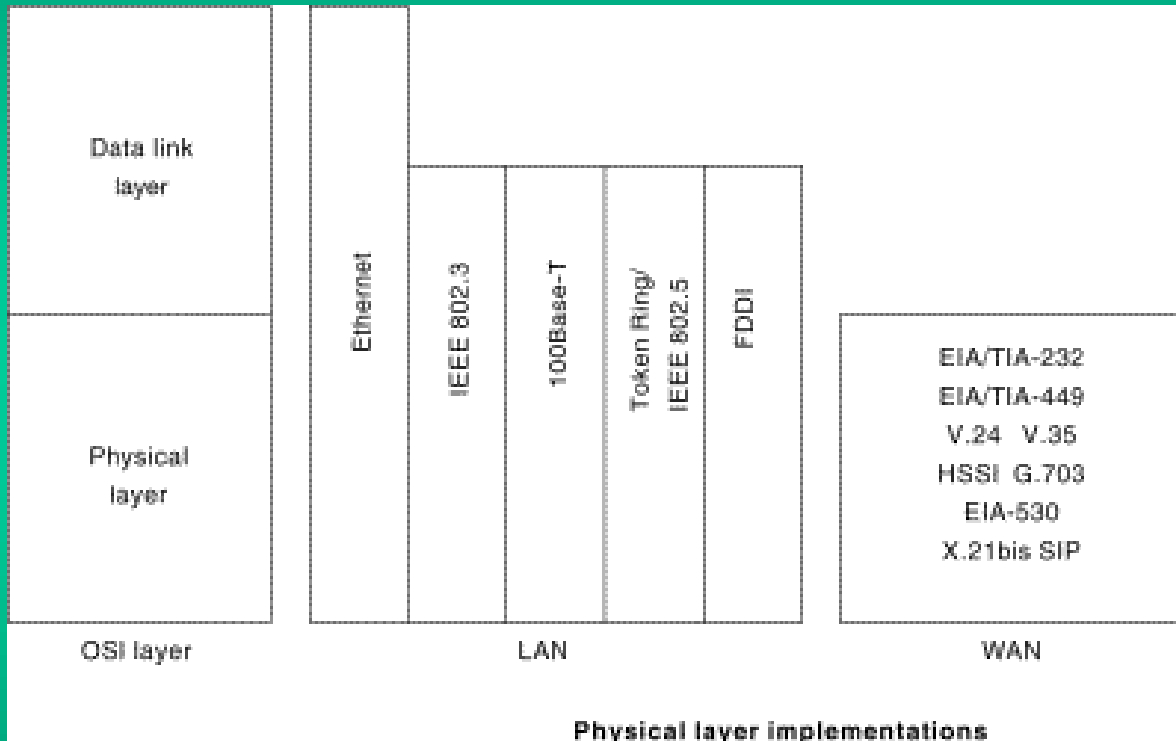 Data link
layer
Physical
layer
OSI layer
Ethernet
IEEE 802.3
100Base-T
Token Ring/
IEEE 802.5
FDDI
LAN
EIA/TIA-232
EIA/TIA-449
V.24 V.35
HSSI G.703
EIA-530
X.21bis SIP
WAN
Physical layer implementations